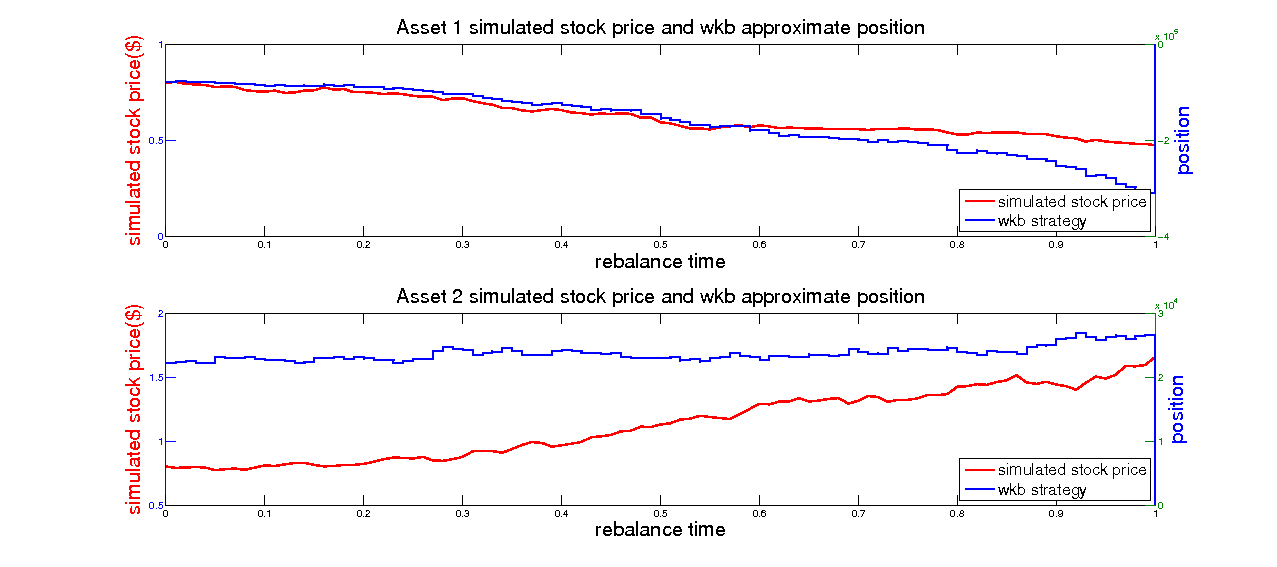 Asset 1 simulated stock price and wkb approximate position
x 10^5
simulated stock price($)
1
0.5
0
0
−2
−4
position
simulated stock price
wkb strategy
0 0.1 0.2 0.3 0.4 0.5 0.6 0.7 0.8 0.9 1
rebalance time
Asset 2 simulated stock price and wkb approximate position
x 10^4
simulated stock price($)
2
1.5
1
0.5
3
2
1
0
position
simulated stock price
wkb strategy
0 0.1 0.2 0.3 0.4 0.5 0.6 0.7 0.8 0.9 1
rebalance time